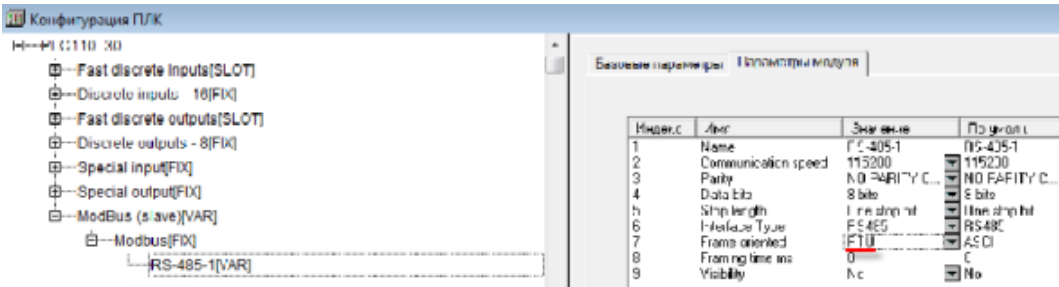 Конфигурация ПЛК
PLC110_30
Fast discrete inputs[SLOT]
Discrete inputs - 16[FIX]
Fast discrete outputs[SLOT]
Discrete outputs - 8[FIX]
Special input[FIX]
Special output[FIX]
ModBus (slave)[VAR]
Modbus[FIX]
RS-485-1[VAR]
Базовые параметры Параметры модуля
Индекс Имя Значение По умолч
1 Name RS-485-1 RS-485-1
2 Communication speed 115200 115200
3 Parity NO PARITY C... NO PARITY C...
4 Data bits 8 bits 8 bits
5 Stop length One stop bit One stop bit
6 Interface Type RS485 RS485
7 Frame oriented RTU ASCI
8 Framing time ms 0 0
9 Visibility No No